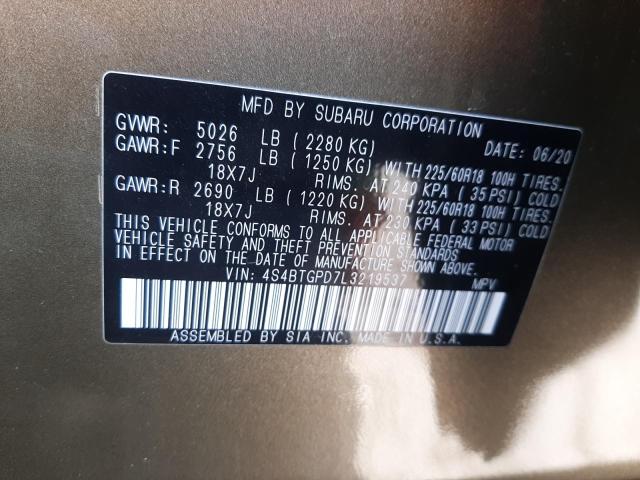 MFD BY SUBARU CORPORATION
DATE: 06/20
GVWR: 5026 LB ( 2280 KG)
GAWR:F 2756 LB ( 1250 KG) WITH 225/60R18 100H TIRES.
18X7J RIMS. AT 240 KPA ( 35 PSI) COLD
GAWR:R 2690 LB ( 1220 KG) WITH 225/60R18 100H TIRES.
18X7J RIMS. AT 230 KPA ( 33 PSI) COLD
THIS VEHICLE CONFORMS TO ALL APPLICABLE FEDERAL MOTOR
VEHICLE SAFETY AND THEFT PREVENTION STANDARDS
IN EFFECT ON THE DATE OF MANUFACTURE SHOWN ABOVE.
VIN: 4S4BTGPD7L3219537 MPV
ASSEMBLED BY SIA INC. MADE IN U.S.A.